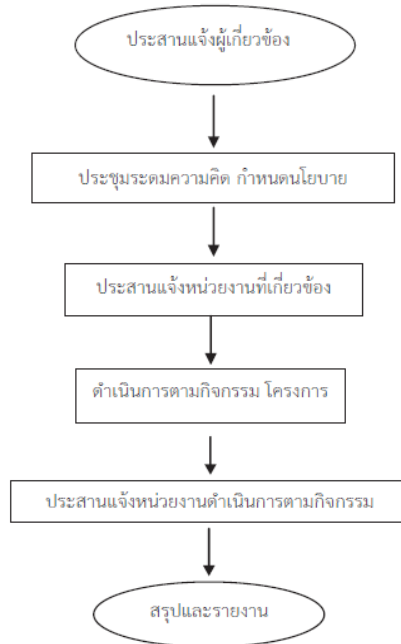 ประสานแจ้งผู้เกี่ยวข้อง
ประชุมระดมความคิด กำหนดนโยบาย
ประสานแจ้งหน่วยงานที่เกี่ยวข้อง
ดำเนินการตามกิจกรรม โครงการ
ประสานแจ้งหน่วยงานดำเนินการตามกิจกรรม
สรุปและรายงาน